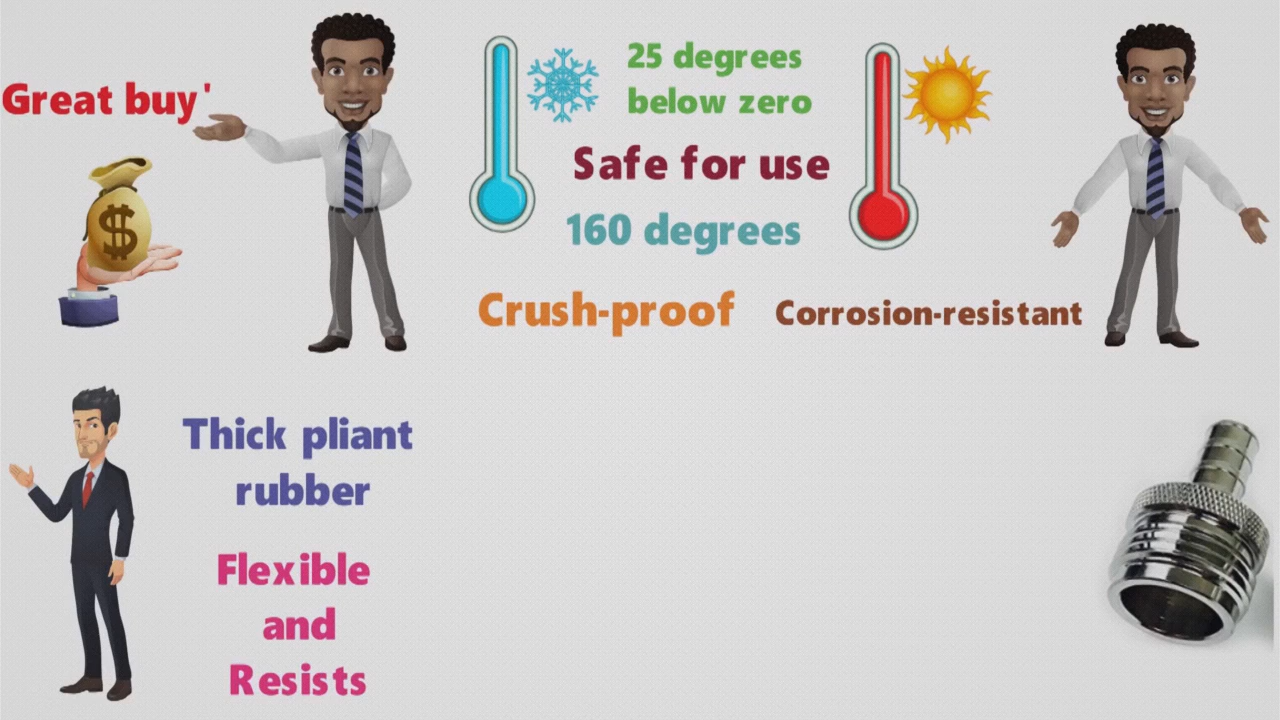 Great buy'
25 degrees
below zero
Safe for use
160 degrees
Crush-proof
Corrosion-resistant
Thick pliant
rubber
Flexible
and
Resists
$